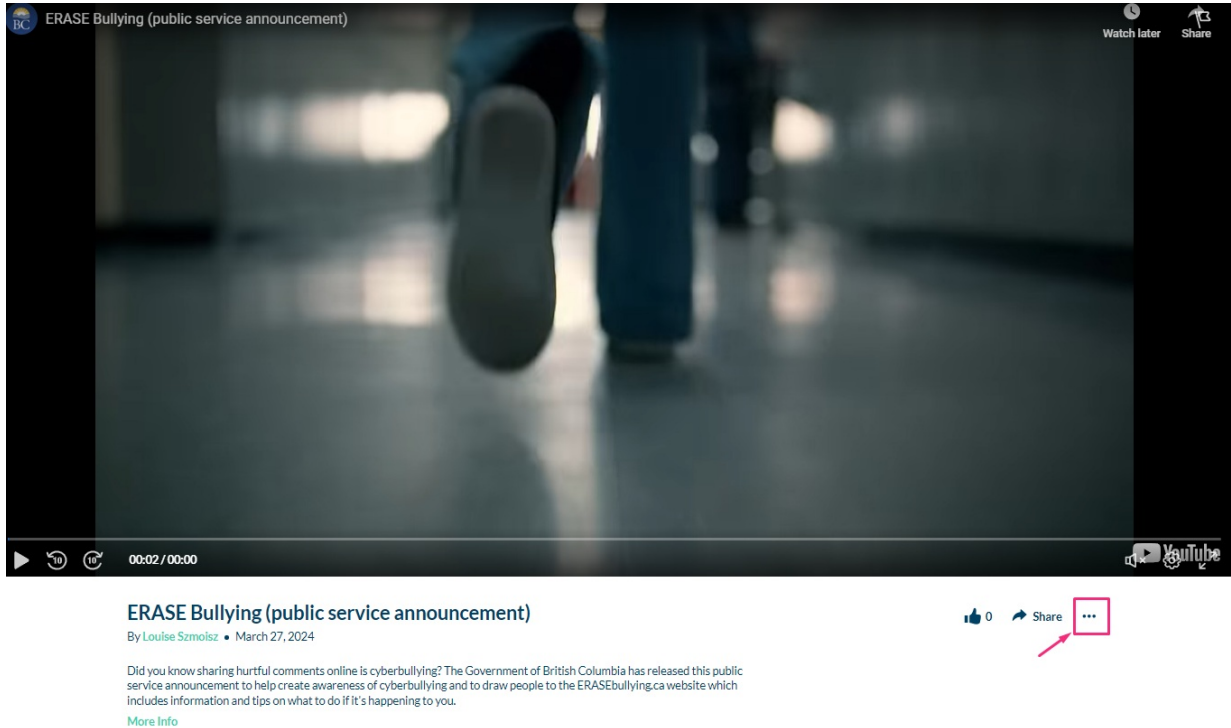 BC
ERASE Bullying (public service announcement)
Watch later
Share
10
10
00:02 / 00:00
YouTube
ERASE Bullying (public service announcement)
0
Share
By Louise Szmoisz • March 27, 2024
Did you know sharing hurtful comments online is cyberbullying? The Government of British Columbia has released this public
service announcement to help create awareness of cyberbullying and to draw people to the ERASEbullying.ca website which
includes information and tips on what to do if it's happening to you.
More Info